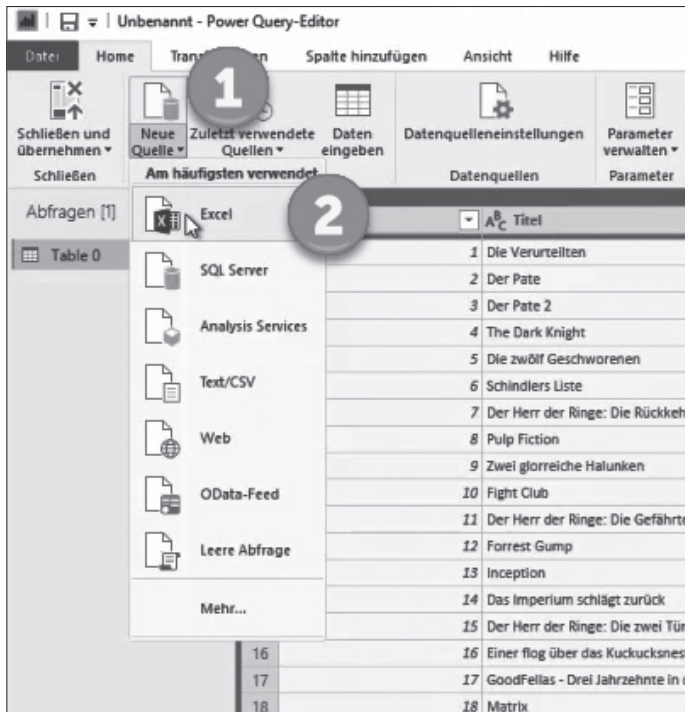 Unbenannt - Power Query-Editor
Datei Home Spalte hinzufügen Ansicht Hilfe
1
Schließen und übernehmen
Neue Quelle
Zuletzt verwendete Quellen
Daten eingeben
Datenquelleneinstellungen
Parameter verwalten
Schließen
Am häufigsten verwendet
Datenquellen
Parameter
Abfragen [1]
Table 0
Excel
2
SQL Server
Analysis Services
Text/CSV
Web
OData-Feed
Leere Abfrage
Mehr...
ABC Titel
1 Die Verurteilten
2 Der Pate
3 Der Pate 2
4 The Dark Knight
5 Die zwölf Geschworenen
6 Schindlers Liste
7 Der Herr der Ringe: Die Rückkeh
8 Pulp Fiction
9 Zwei glorreiche Halunken
10 Fight Club
11 Der Herr der Ringe: Die Gefährte
12 Forrest Gump
13 Inception
14 Das Imperium schlägt zurück
15 Der Herr der Ringe: Die zwei Tür
16 16 Einer flog über das Kuckucksnes
17 17 GoodFellas - Drei Jahrzehnte in
18 18 Matrix